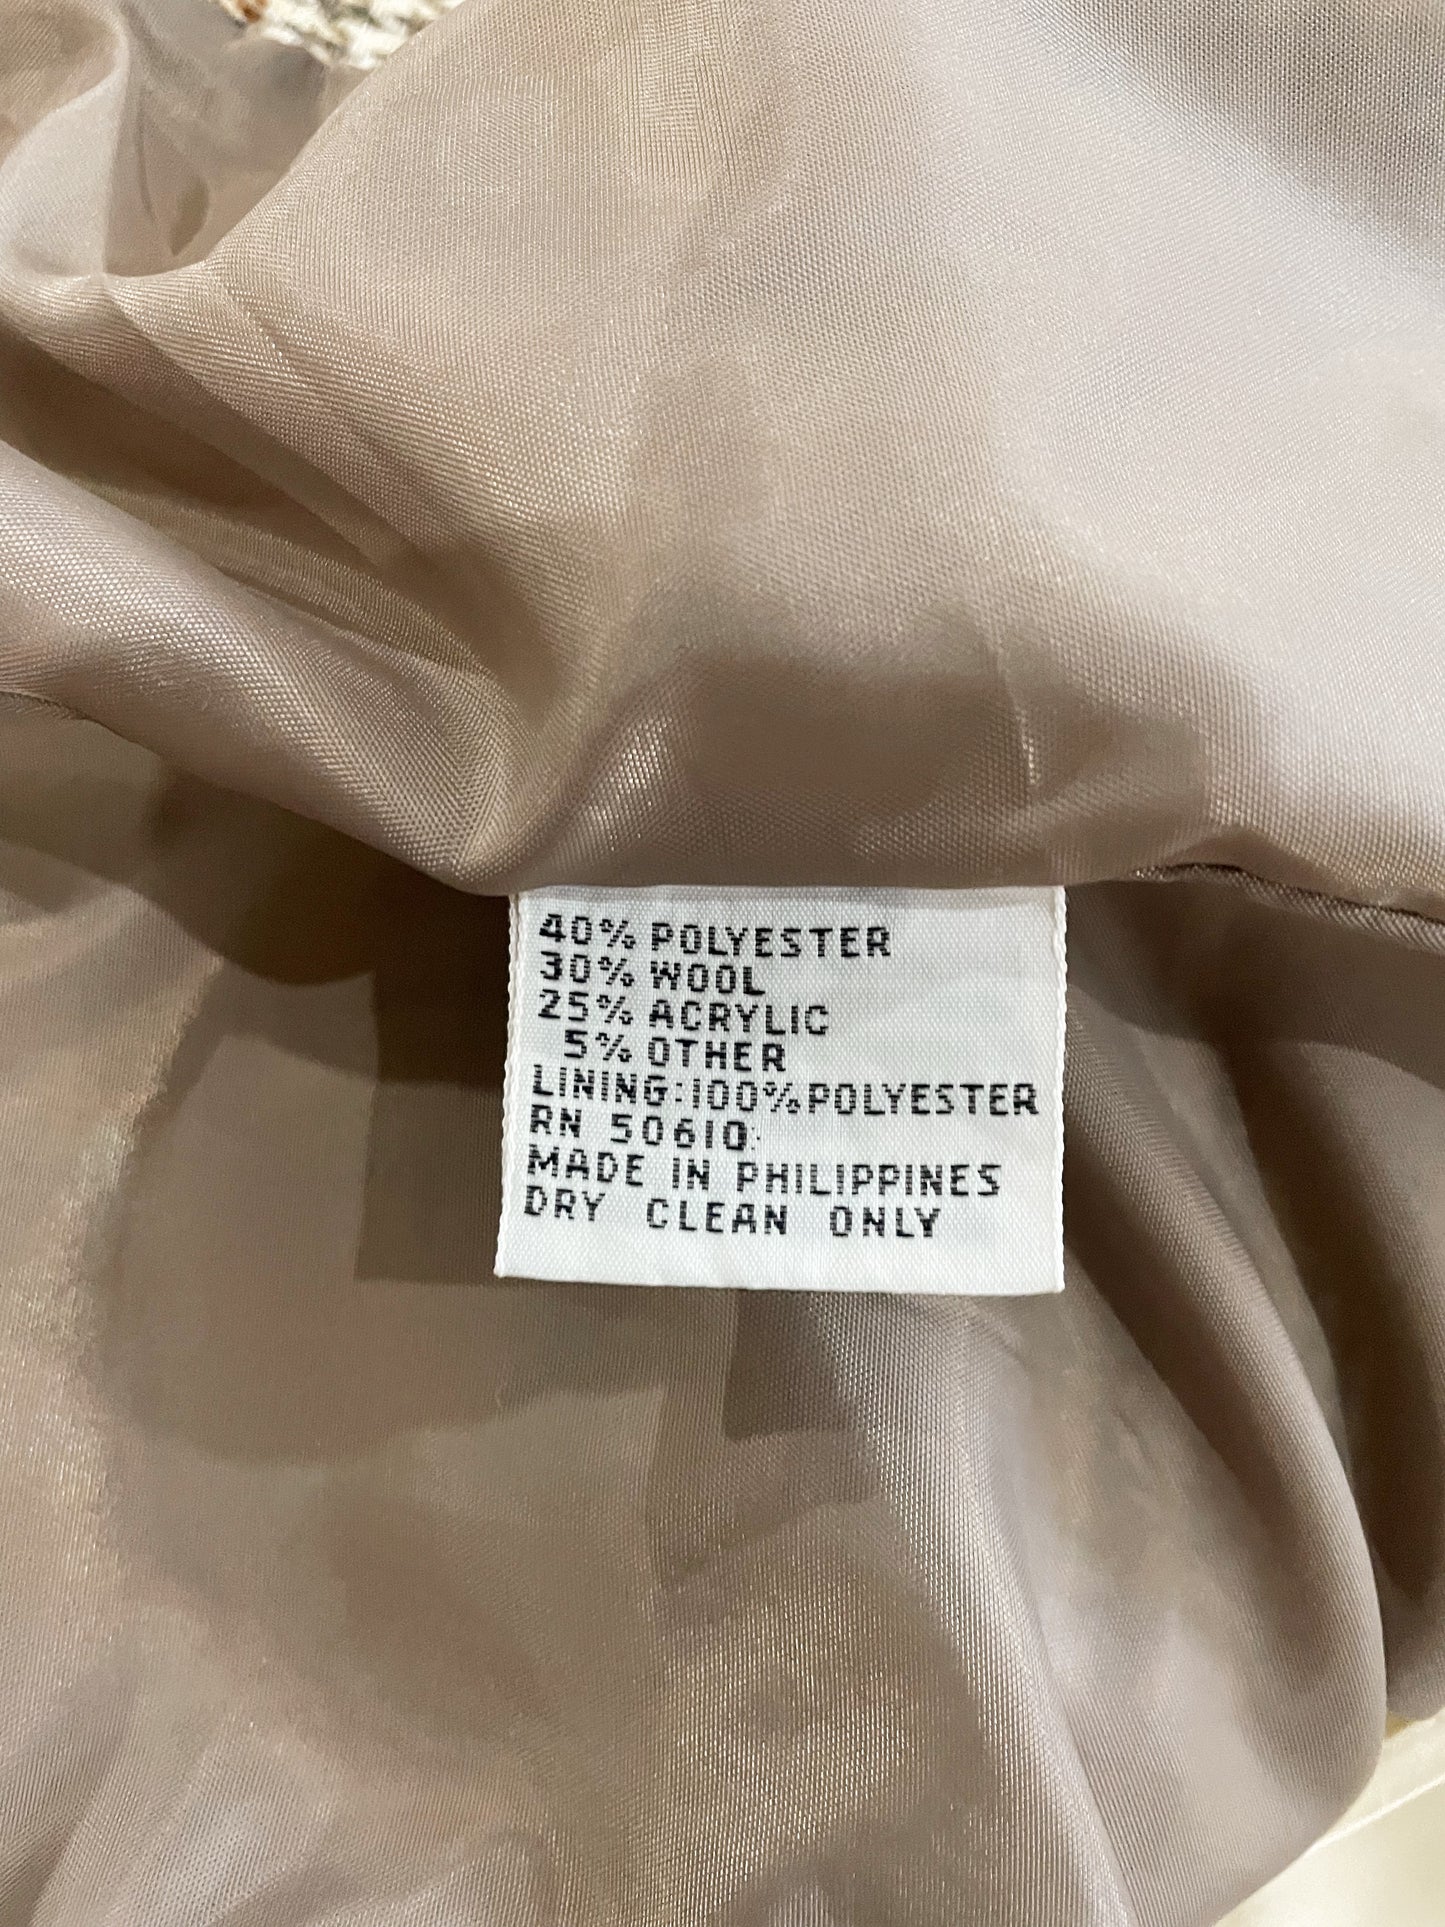 40% POLYESTER
30% WOOL
25% ACRYLIC
5% OTHER
LINING:100%POLYESTER
RN 50610:
MADE IN PHILIPPINES
DRY CLEAN ONLY